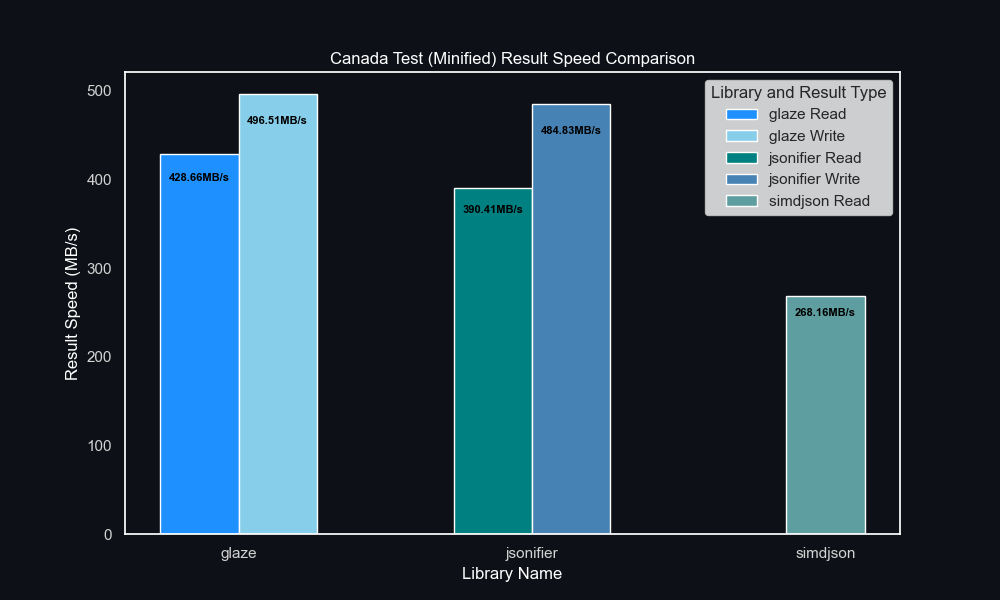 Canada Test (Minified) Result Speed Comparison
Library and Result Type
glaze Read
glaze Write
jsonifier Read
jsonifier Write
simdjson Read
500
400
300
200
100
0
Result Speed (MB/s)
428.66MB/s
496.51MB/s
390.41MB/s
484.83MB/s
268.16MB/s
glaze
jsonifier
simdjson
Library Name